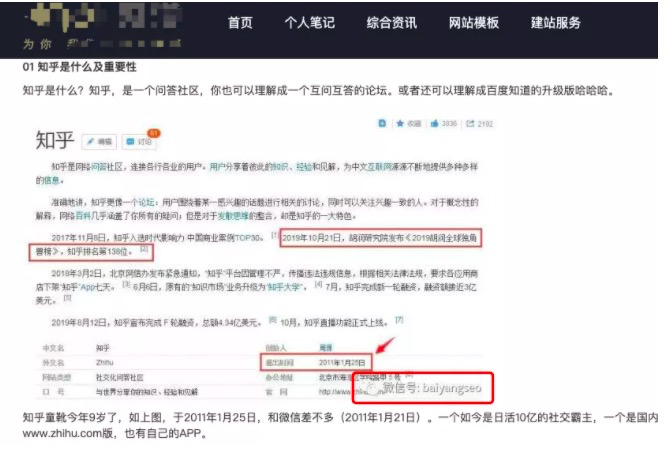 首页 个人笔记 综合资讯 网站模板 建站服务
为你
01 知乎是什么及重要性
知乎是什么？知乎，是一个问答社区，你也可以理解成一个互问互答的论坛。或者还可以理解成百度知道的升级版哈哈哈。
收藏 3836 2192
知乎 编辑 讨论 61
知乎是网络问答社区，连接各行各业的用户。用户分享着彼此的知识、经验和见解，为中文互联网源源不断地提供多种多样
的信息。
准确地讲，知乎更像一个论坛：用户围绕着某一感兴趣的话题进行相关的讨论，同时可以关注兴趣一致的人。对于概念性的
解释，网络百科几乎涵盖了你所有的疑问；但是对于发散思维的整合，却是知乎的一大特色。
2017年11月8日，知乎入选时代影响力·中国商业案例TOP30。 [1] 2019年10月21日，胡润研究院发布《2019胡润全球独角
兽榜》，知乎排名第138位。 [2]
2018年3月2日，北京网信办发布紧急通知，“知乎”平台因管理不严，传播违法违规信息，根据相关法律法规，要求各应用商
店下架“知乎”App七天。 [3] 6月6日，原有的“知识市场”业务升级为“知乎大学”。 [4] 7月，知乎完成新一轮融资，融资额接近3亿
美元。 [5]
2019年8月12日，知乎宣布完成 F 轮融资，总额4.34亿美元。 [6] 10月，知乎直播功能正式上线。 [7]
中文名 知乎 创始人 周源
外文名 Zhihu 推出时间 2011年1月25日
网站类型 社交化问答社区 办公地址 北京市海淀区学院路甲5号
口 号 与世界分享你的知识、经验和见解 官 网 http://www.zhihu
微信号: baiyangseo
知乎童靴今年9岁了，如上图，于2011年1月25日，和微信差不多（2011年1月21日）。一个如今是日活10亿的社交霸主，一个是国内
www.zhihu.com版，也有自己的APP。